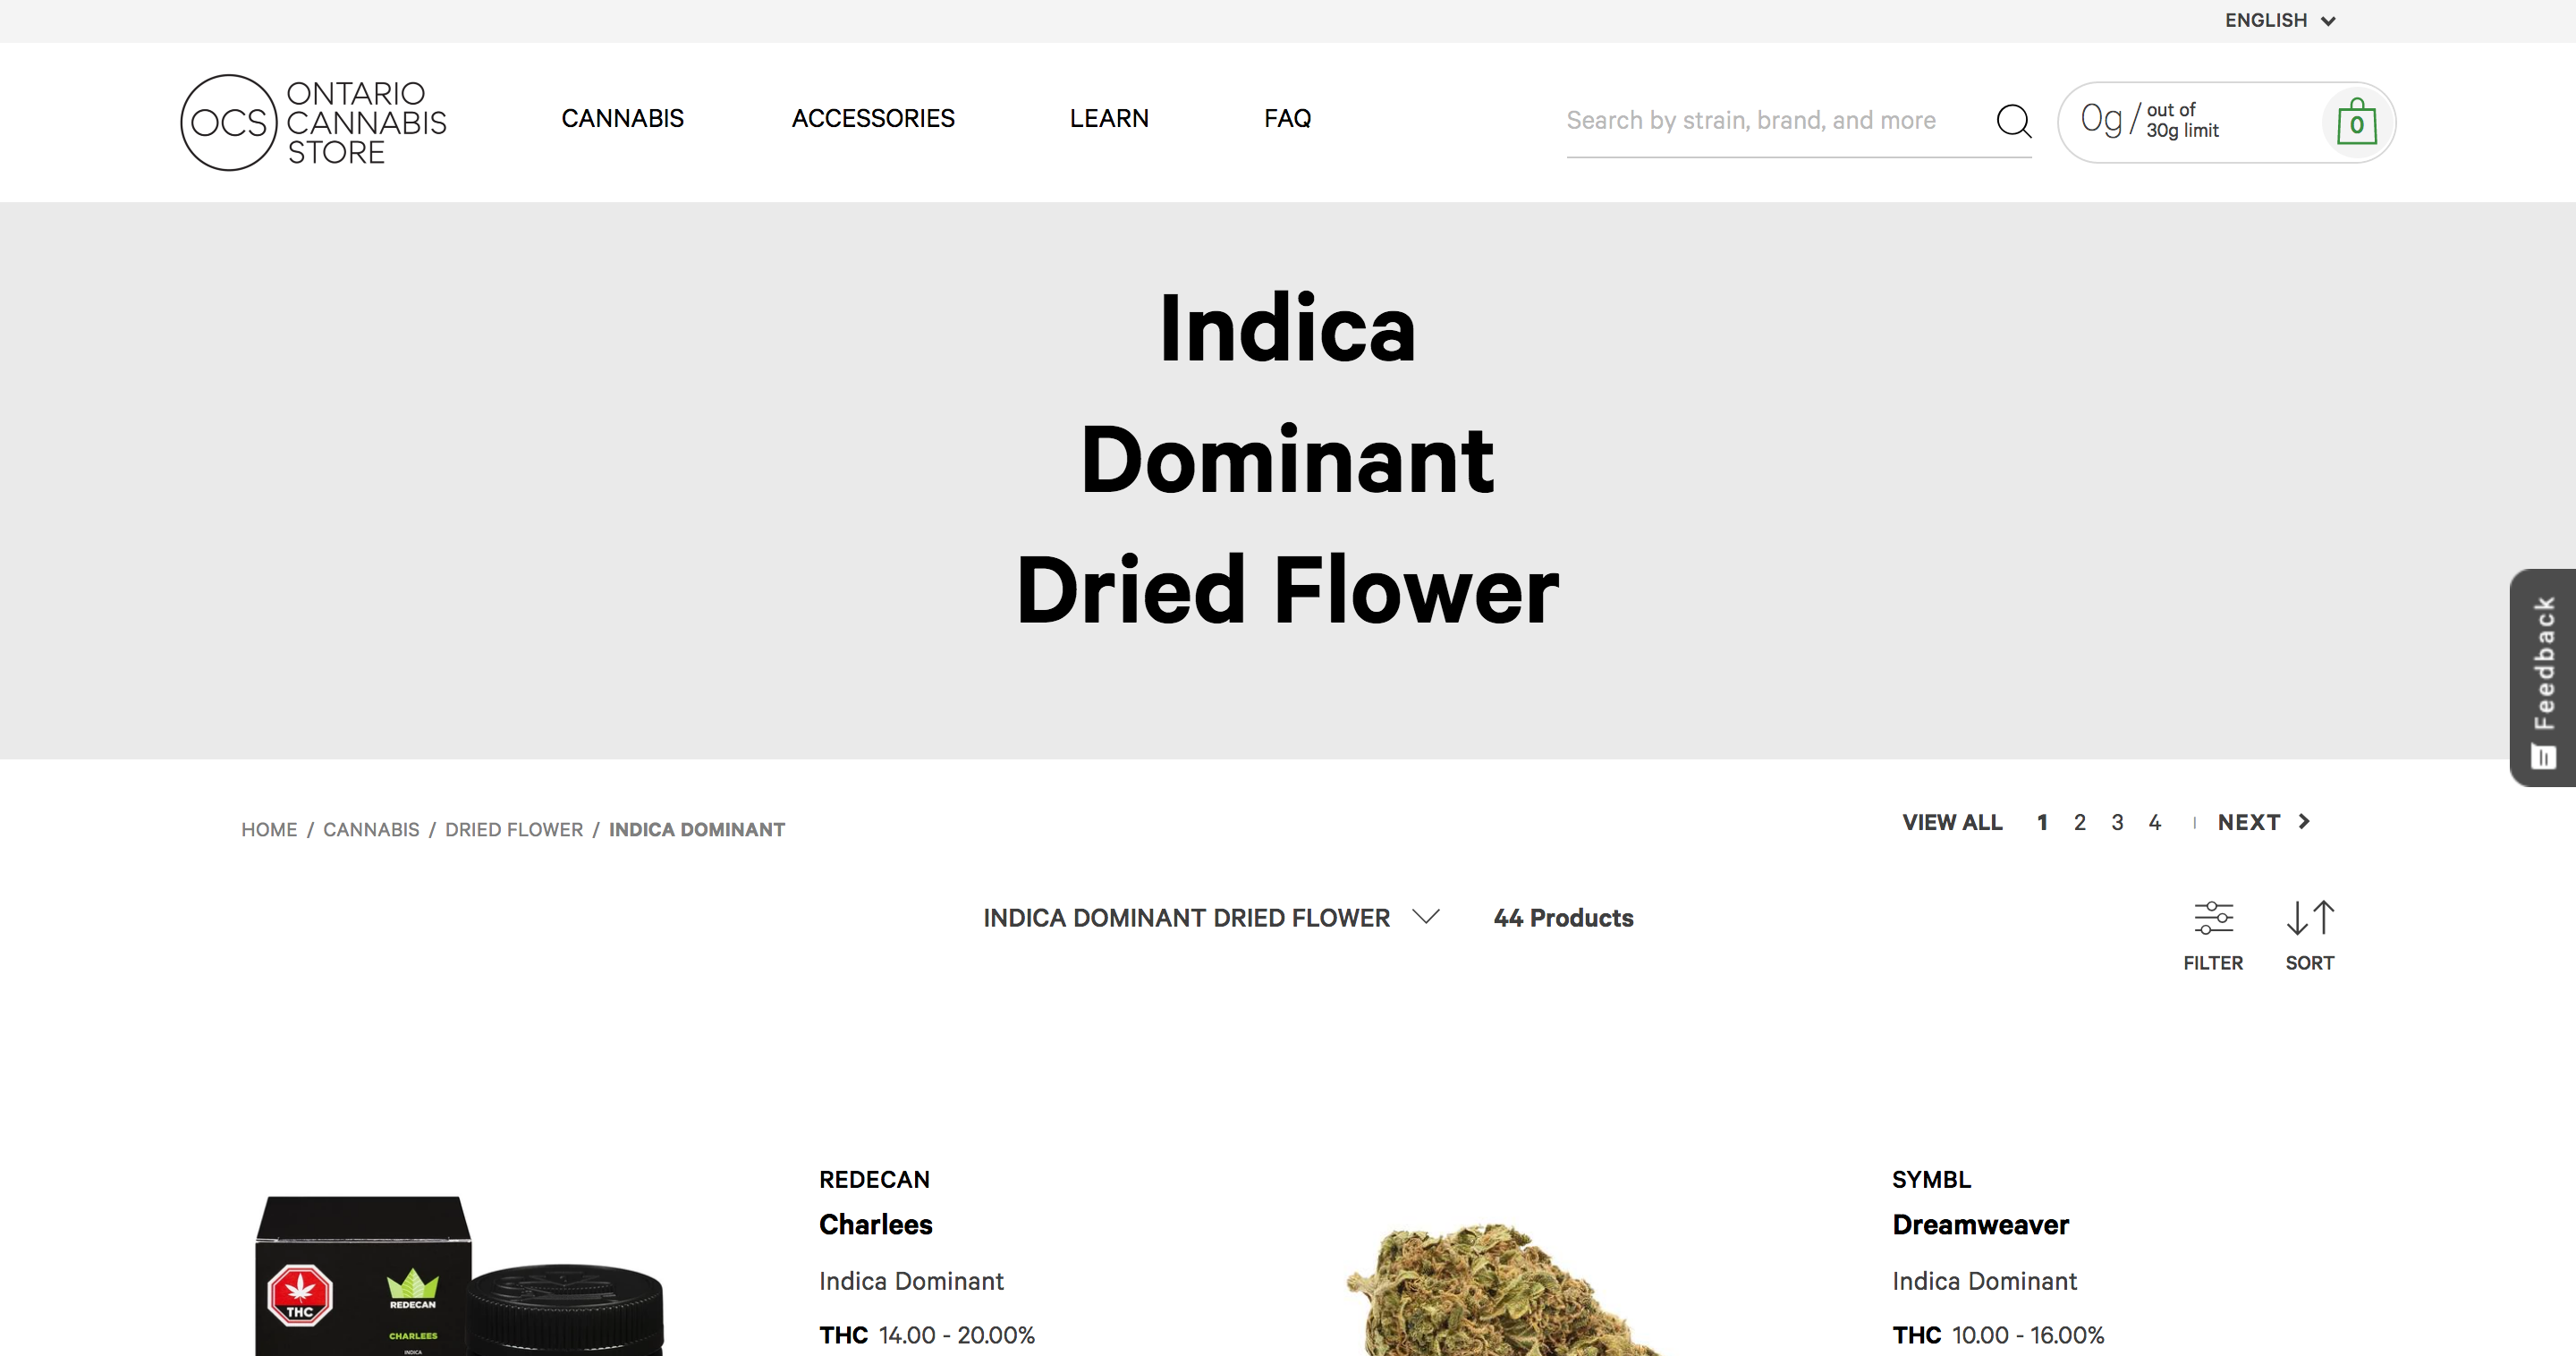 ENGLISH
OCS
ONTARIO
CANNABIS
STORE
CANNABIS
ACCESSORIES
LEARN
FAQ
Search by strain, brand, and more
0g / out of
30g limit
0
Indica
Dominant
Dried Flower
Feedback
HOME / CANNABIS / DRIED FLOWER / INDICA DOMINANT
VIEW ALL 1 2 3 4 | NEXT >
INDICA DOMINANT DRIED FLOWER
44 Products
FILTER
SORT
THC
REDECAN
CHARLEES
INDICA
REDECAN
Charlees
Indica Dominant
THC 14.00 - 20.00%
SYMBL
Dreamweaver
Indica Dominant
THC 10.00 - 16.00%